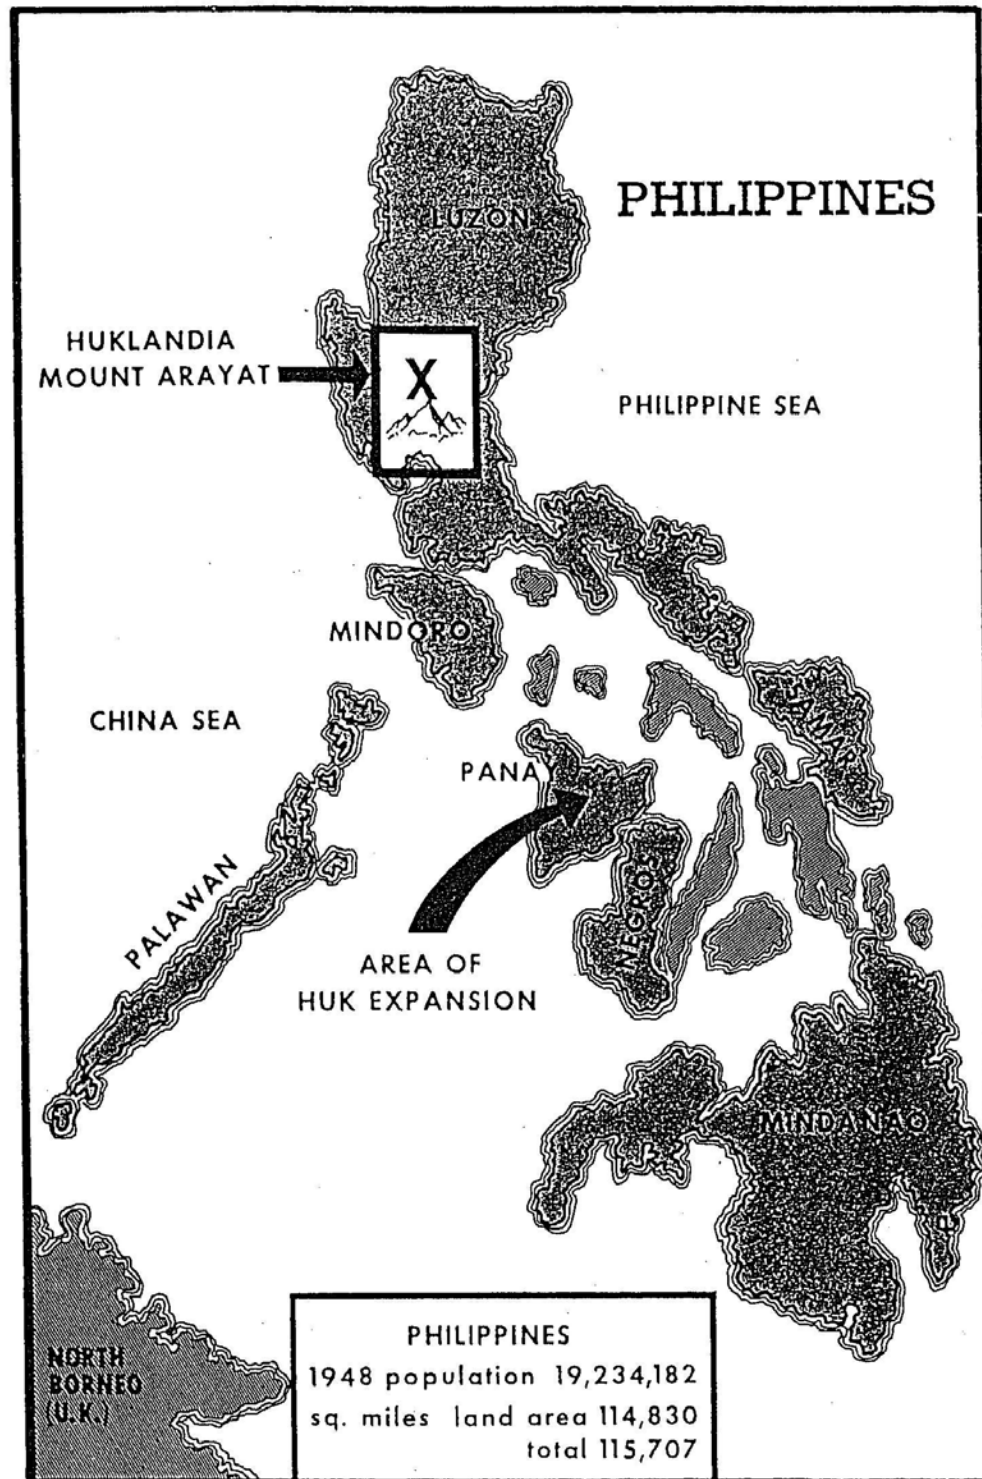 LUZON
PHILIPPINES
HUKLANDIA
MOUNT ARAYAT
X
PHILIPPINE SEA
MINDORO
CHINA SEA
SAMAR
PANAY
PALAWAN
NEGROS
AREA OF
HUK EXPANSION
MINDANAO
NORTH
BORNEO
(U.K.)
PHILIPPINES
1948 population 19,234,182
sq. miles land area 114,830
total 115,707